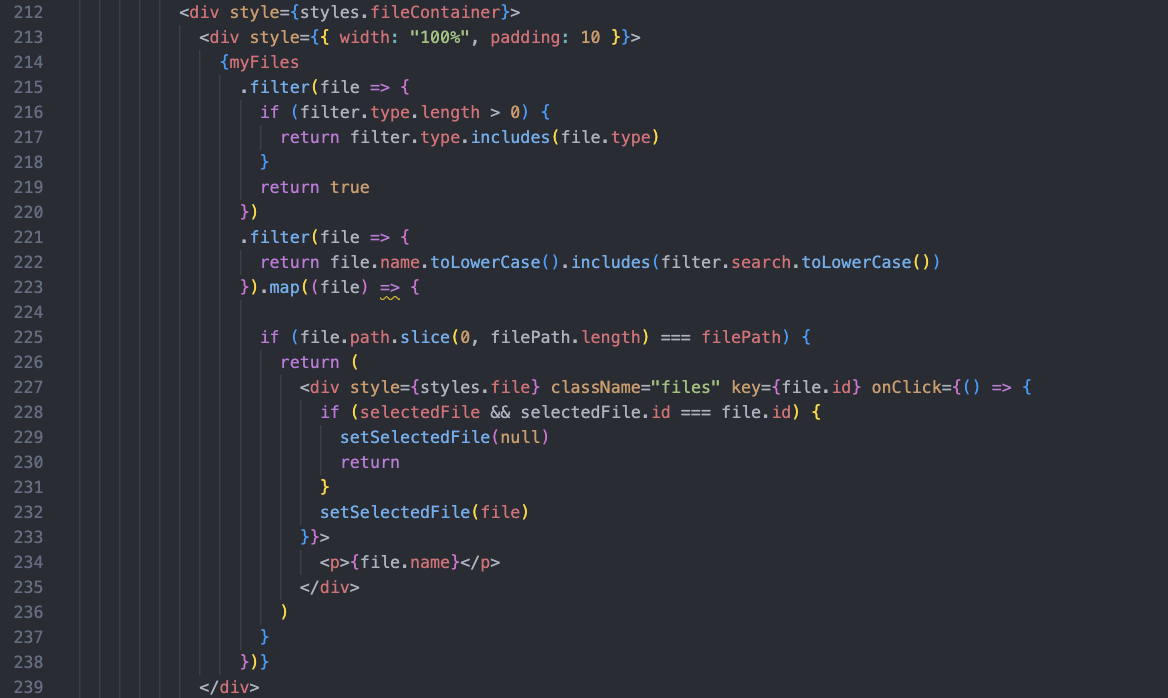 212 <div style={styles.fileContainer}>
213 <div style={{ width: "100%", padding: 10 }}>
214 {myFiles
215 .filter(file => {
216 if (filter.type.length > 0) {
217 return filter.type.includes(file.type)
218 }
219 return true
220 })
221 .filter(file => {
222 return file.name.toLowerCase().includes(filter.search.toLowerCase())
223 }).map((file) => {
224
225 if (file.path.slice(0, filePath.length) === filePath) {
226 return (
227 <div style={styles.file} className="files" key={file.id} onClick={() => {
228 if (selectedFile && selectedFile.id === file.id) {
229 setSelectedFile(null)
230 return
231 }
232 setSelectedFile(file)
233 }}>
234 <p>{file.name}</p>
235 </div>
236 )
237 }
238 })}
239 </div>